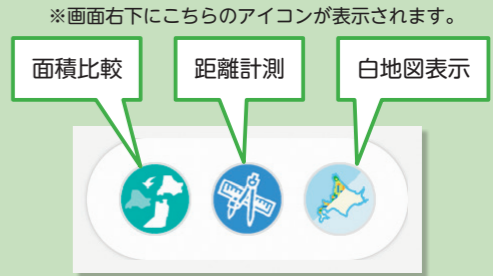 ※画面右下にこちらのアイコンが表示されます。
面積比較
距離計測
白地図表示